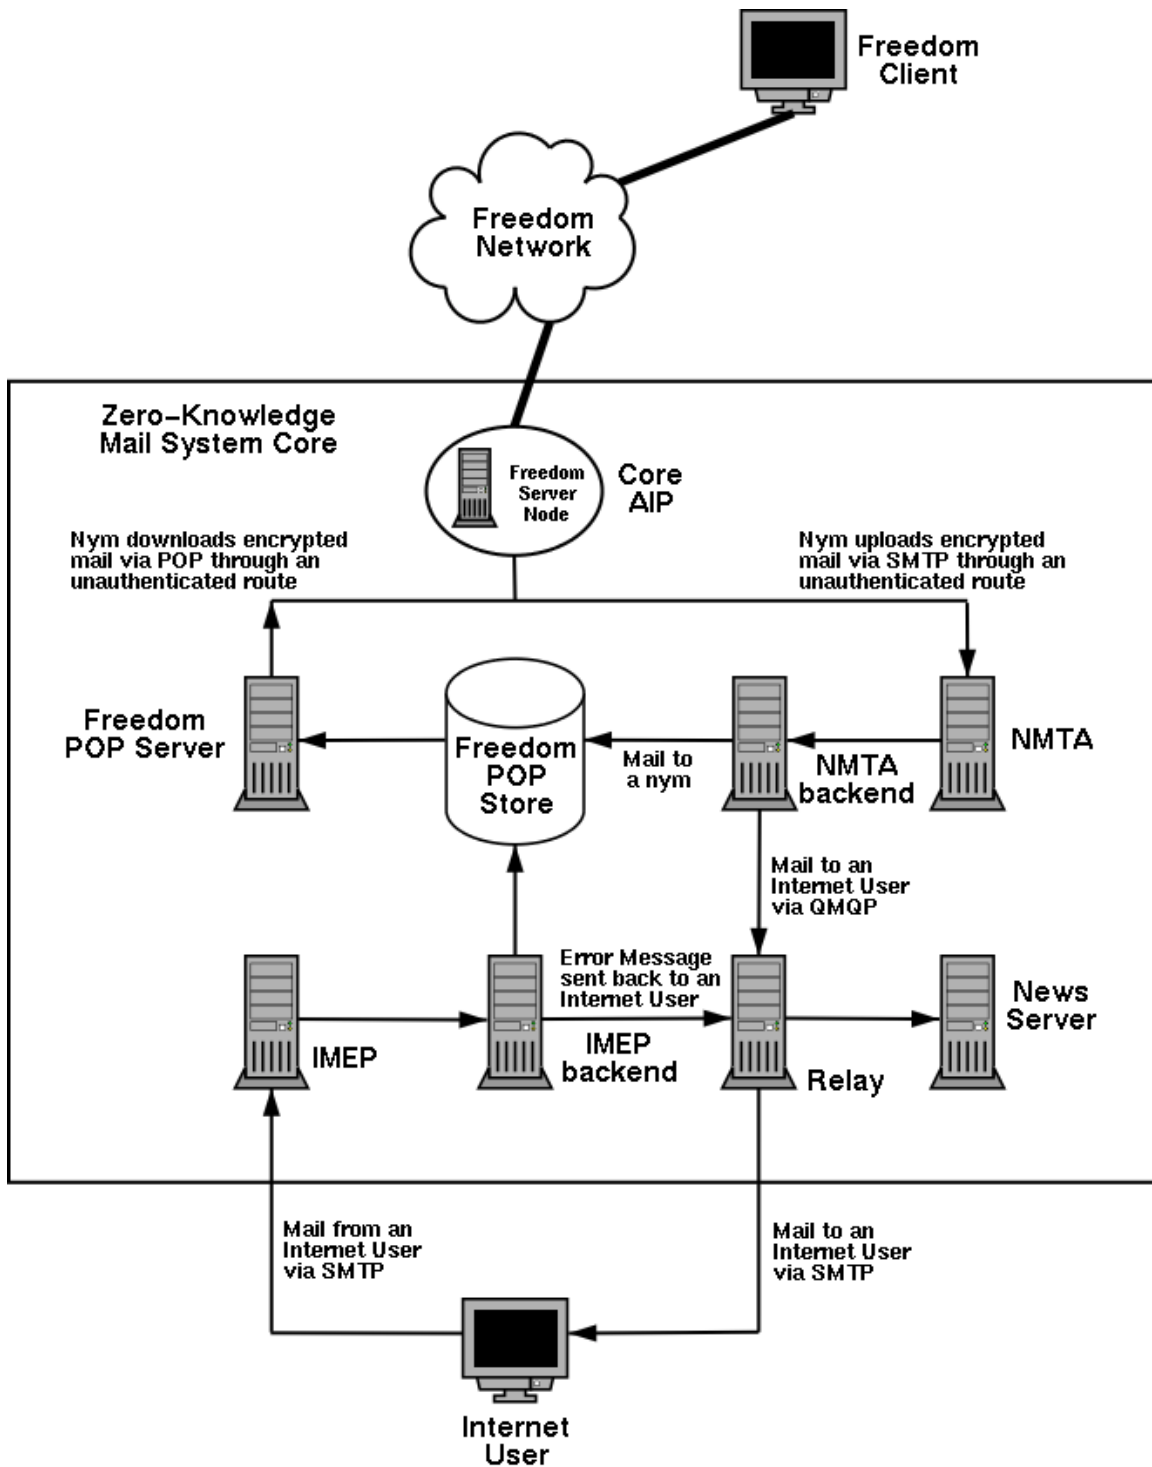 Freedom
Client
Freedom
Network
Zero-Knowledge
Mail System Core
Freedom
Server
Node
Core
AIP
Nym downloads encrypted
mail via POP through an
unauthenticated route
Nym uploads encrypted
mail via SMTP through an
unauthenticated route
Freedom
POP Server
Freedom
POP
Store
Mail to
a nym
NMTA
backend
NMTA
Mail to an
Internet User
via QMQP
Error Message
sent back to an
Internet User
IMEP
IMEP
backend
Relay
News
Server
Mail from an
Internet User
via SMTP
Mail to an
Internet User
via SMTP
Internet
User